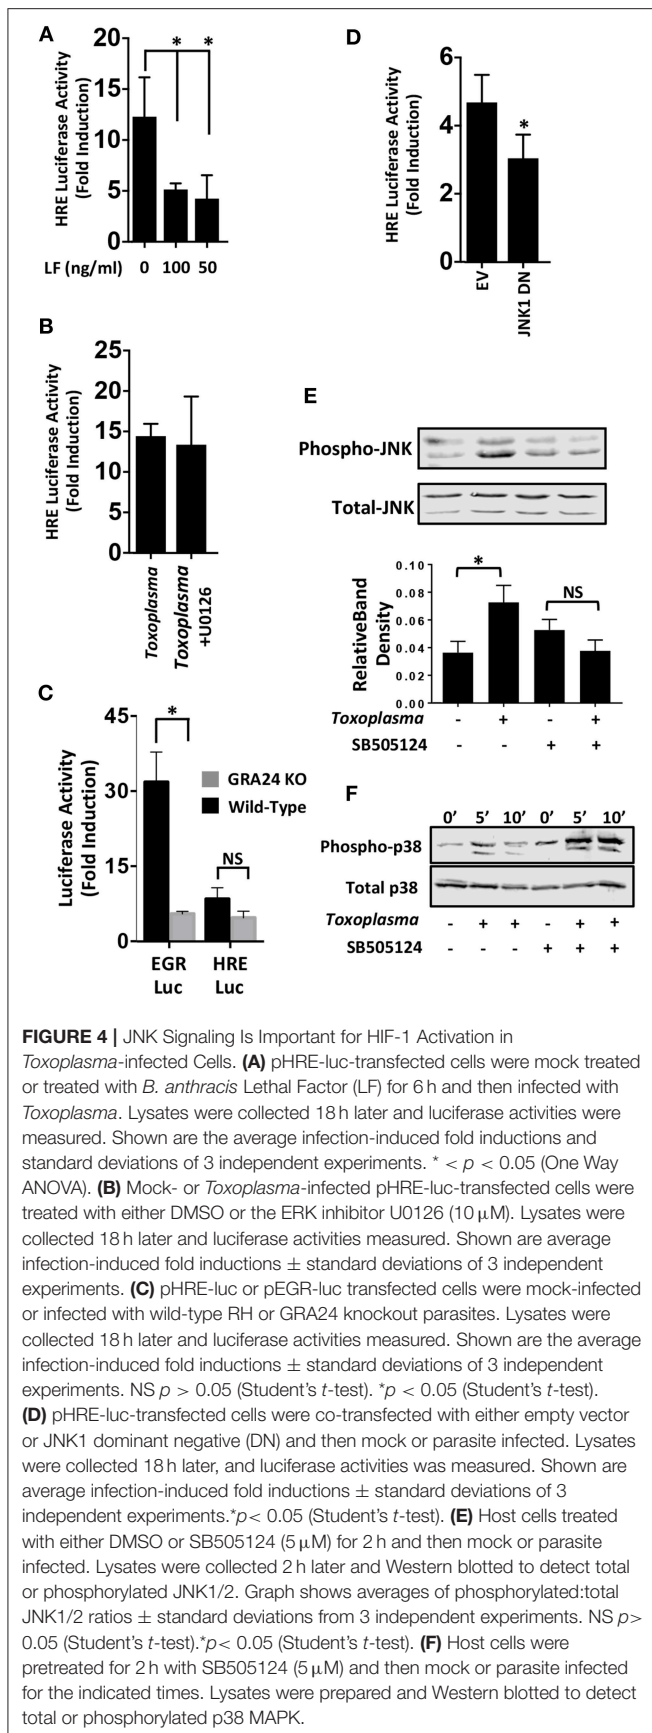 A
HRE Luciferase Activity
(Fold Induction)
20
15
10
5
0
* *
LF (ng/ml) 0 100 50
D
HRE Luciferase Activity
(Fold Induction)
6
4
2
0
*
EV
JNK1 DN
B
HRE Luciferase Activity
(Fold Induction)
25
20
15
10
5
0
Toxoplasma
Toxoplasma
+U0126
E
Phospho-JNK
Total-JNK
RelativeBand
Density
0.10
0.08
0.06
0.04
0.02
0.00
*
NS
Toxoplasma - + - +
SB505124 - - + +
C
Luciferase Activity
(Fold Induction)
45
30
15
0
*
GRA24 KO
Wild-Type
NS
EGR HRE
Luc Luc
F
0' 5' 10' 0' 5' 10'
Phospho-p38
Total p38
Toxoplasma - + + - + +
SB505124 - - - + + +
FIGURE 4 | JNK Signaling Is Important for HIF-1 Activation in
Toxoplasma-infected Cells. (A) pHRE-luc-transfected cells were mock treated
or treated with B. anthracis Lethal Factor (LF) for 6 h and then infected with
Toxoplasma. Lysates were collected 18 h later and luciferase activities were
measured. Shown are the average infection-induced fold inductions and
standard deviations of 3 independent experiments. * < p < 0.05 (One Way
ANOVA). (B) Mock- or Toxoplasma-infected pHRE-luc-transfected cells were
treated with either DMSO or the ERK inhibitor U0126 (10 μM). Lysates were
collected 18 h later and luciferase activities measured. Shown are average
infection-induced fold inductions ± standard deviations of 3 independent
experiments. (C) pHRE-luc or pEGR-luc transfected cells were mock-infected
or infected with wild-type RH or GRA24 knockout parasites. Lysates were
collected 18 h later and luciferase activities measured. Shown are the average
infection-induced fold inductions ± standard deviations of 3 independent
experiments. NS p > 0.05 (Student's t-test). *p < 0.05 (Student's t-test).
(D) pHRE-luc-transfected cells were co-transfected with either empty vector
or JNK1 dominant negative (DN) and then mock or parasite infected. Lysates
were collected 18 h later, and luciferase activities was measured. Shown are
average infection-induced fold inductions ± standard deviations of 3
independent experiments.*p< 0.05 (Student's t-test). (E) Host cells treated
with either DMSO or SB505124 (5 μM) for 2 h and then mock or parasite
infected. Lysates were collected 2 h later and Western blotted to detect total
or phosphorylated JNK1/2. Graph shows averages of phosphorylated:total
JNK1/2 ratios ± standard deviations from 3 independent experiments. NS p>
0.05 (Student's t-test).*p< 0.05 (Student's t-test). (F) Host cells were
pretreated for 2 h with SB505124 (5 μM) and then mock or parasite infected
for the indicated times. Lysates were prepared and Western blotted to detect
total or phosphorylated p38 MAPK.